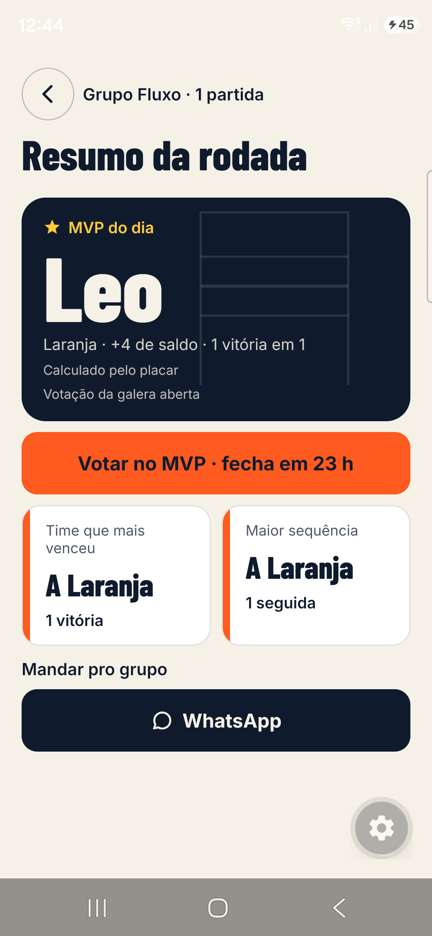 12:44
45
Grupo Fluxo · 1 partida
Resumo da rodada
MVP do dia
Leo
Laranja · +4 de saldo · 1 vitória em 1
Calculado pelo placar
Votação da galera aberta
Votar no MVP · fecha em 23 h
Time que mais
venceu
A Laranja
1 vitória
Maior sequência
A Laranja
1 seguida
Mandar pro grupo
WhatsApp